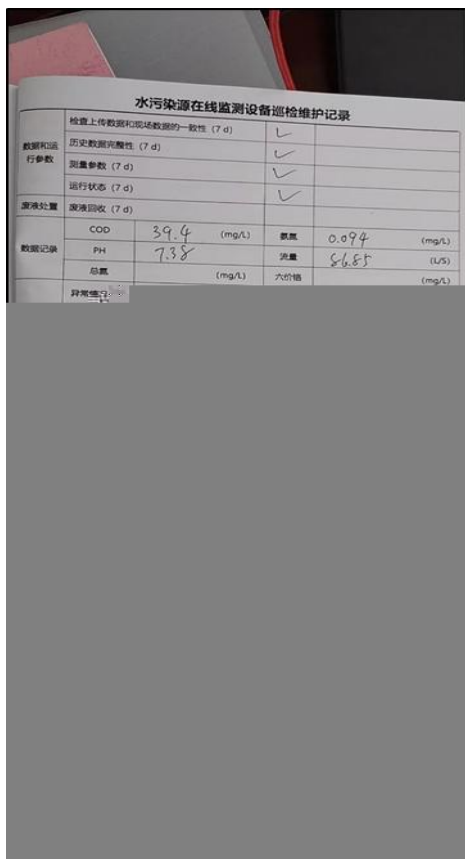 水污染源在线监测设备巡检维护记录
数据和运行参数
检查上传数据和现场数据的一致性 (7 d) ✓
历史数据完整性 (7 d) ✓
测量参数 (7 d) ✓
运行状态 (7 d) ✓
废液处置 废液回收 (7 d)
数据记录
COD 39.4 (mg/L) 氨氮 0.094 (mg/L)
PH 7.38 流量 86.85 (L/S)
总氮 (mg/L) 六价铬 (mg/L)
异常情况